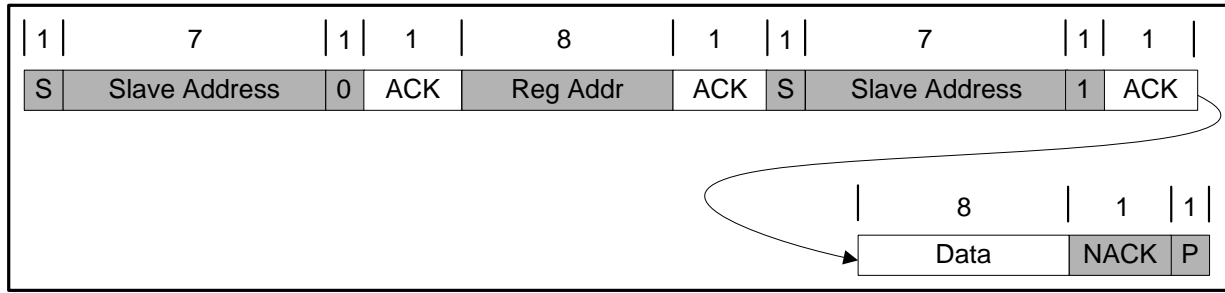 1 7 1 1 8 1 1 7 1 1
S Slave Address 0 ACK Reg Addr ACK S Slave Address 1 ACK
8 1 1
Data NACK P